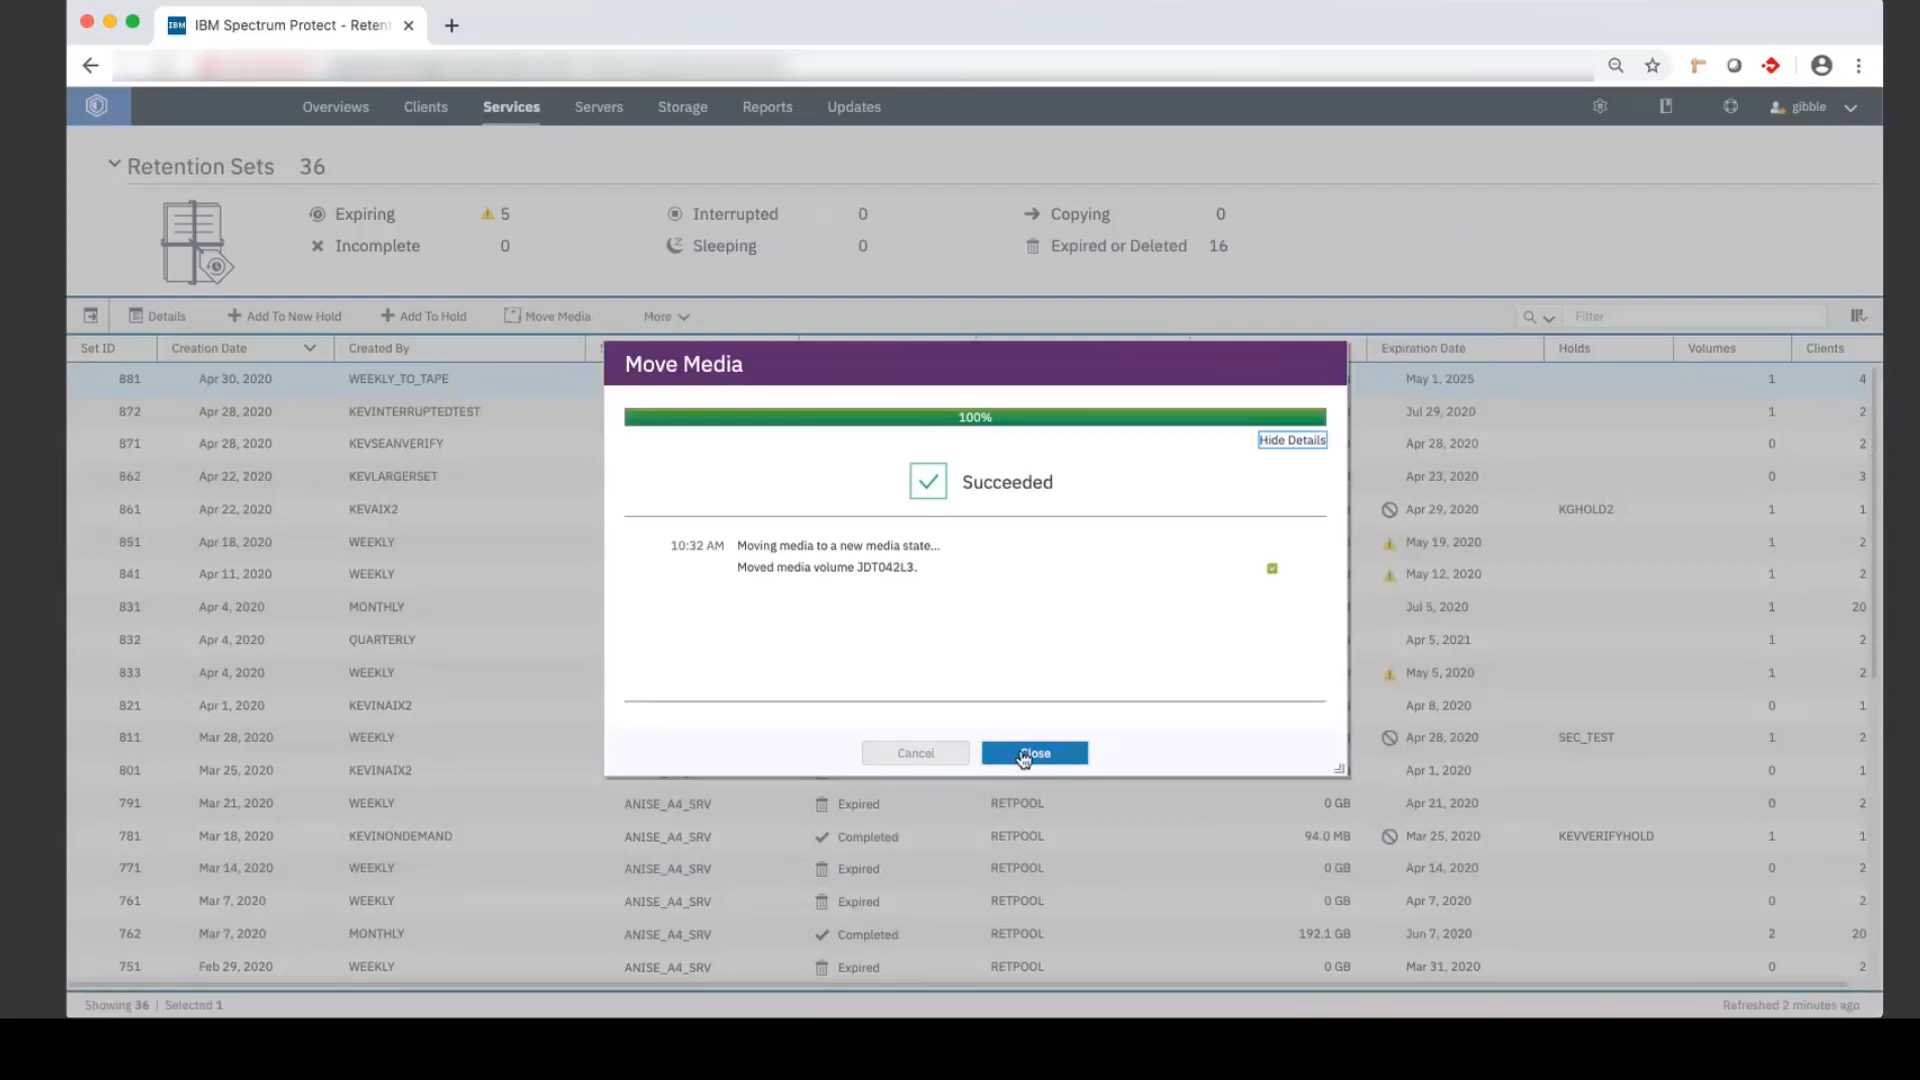 IBM Spectrum Protect - Retent
Overviews Clients Services Servers Storage Reports Updates gibble
Retention Sets 36
Expiring 5 Interrupted 0 Copying 0
Incomplete 0 Sleeping 0 Expired or Deleted 16
Details Add To New Hold Add To Hold Move Media More Filter
Set ID Creation Date Created By Expiration Date Holds Volumes Clients
881 Apr 30, 2020 WEEKLY_TO_TAPE May 1, 2025 1 4
872 Apr 28, 2020 KEVINTERRUPTEDTEST Jul 29, 2020 1 2
871 Apr 28, 2020 KEVSEANVERIFY Apr 28, 2020 0 2
862 Apr 22, 2020 KEVLARGERSET Apr 23, 2020 0 3
861 Apr 22, 2020 KEVAIX2 Apr 29, 2020 KGHOLD2 1 1
851 Apr 18, 2020 WEEKLY May 19, 2020 1 2
841 Apr 11, 2020 WEEKLY May 12, 2020 1 2
831 Apr 4, 2020 MONTHLY Jul 5, 2020 1 20
832 Apr 4, 2020 QUARTERLY Apr 5, 2021 1 2
833 Apr 4, 2020 WEEKLY May 5, 2020 1 2
821 Apr 1, 2020 KEVINAIX2 Apr 8, 2020 0 1
811 Mar 28, 2020 WEEKLY Apr 28, 2020 SEC_TEST 1 2
801 Mar 25, 2020 KEVINAIX2 Apr 1, 2020 0 1
791 Mar 21, 2020 WEEKLY ANISE_A4_SRV Expired RETPOOL 0 GB Apr 21, 2020 0 2
781 Mar 18, 2020 KEVINONDEMAND ANISE_A4_SRV Completed RETPOOL 94.0 MB Mar 25, 2020 KEVVERIFYHOLD 1 1
771 Mar 14, 2020 WEEKLY ANISE_A4_SRV Expired RETPOOL 0 GB Apr 14, 2020 0 2
761 Mar 7, 2020 WEEKLY ANISE_A4_SRV Expired RETPOOL 0 GB Apr 7, 2020 0 2
762 Mar 7, 2020 MONTHLY ANISE_A4_SRV Completed RETPOOL 192.1 GB Jun 7, 2020 2 20
751 Feb 29, 2020 WEEKLY ANISE_A4_SRV Expired RETPOOL 0 GB Mar 31, 2020 0 2
Showing 36 | Selected 1 Refreshed 2 minutes ago
Move Media
100%
Hide Details
Succeeded
10:32 AM Moving media to a new media state...
Moved media volume JDT042L3.
Cancel Close